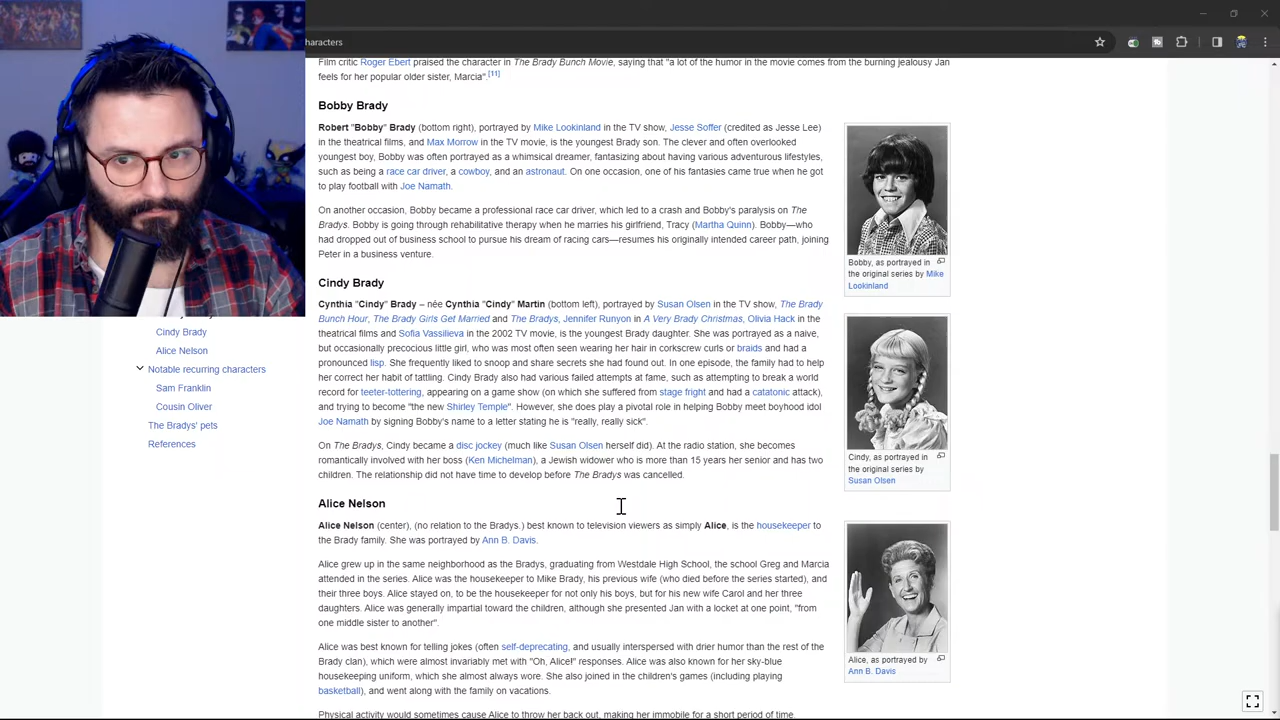 haracters
Film critic Roger Ebert praised the character in The Brady Bunch Movie, saying that "a lot of the humor in the movie comes from the burning jealousy Jan
feels for her popular older sister, Marcia".[11]
Bobby Brady
Robert "Bobby" Brady (bottom right), portrayed by Mike Lookinland in the TV show, Jesse Soffer (credited as Jesse Lee)
in the theatrical films, and Max Morrow in the TV movie, is the youngest Brady son. The clever and often overlooked
youngest boy, Bobby was often portrayed as a whimsical dreamer, fantasizing about having various adventurous lifestyles,
such as being a race car driver, a cowboy, and an astronaut. On one occasion, one of his fantasies came true when he got
to play football with Joe Namath.
On another occasion, Bobby became a professional race car driver, which led to a crash and Bobby's paralysis on The
Bradys. Bobby is going through rehabilitative therapy when he marries his girlfriend, Tracy (Martha Quinn). Bobby—who
had dropped out of business school to pursue his dream of racing cars—resumes his originally intended career path, joining
Peter in a business venture.
Bobby, as portrayed in
the original series by Mike
Lookinland
Cindy Brady
Cynthia "Cindy" Brady – née Cynthia "Cindy" Martin (bottom left), portrayed by Susan Olsen in the TV show, The Brady
Bunch Hour, The Brady Girls Get Married and The Bradys, Jennifer Runyon in A Very Brady Christmas, Olivia Hack in the
theatrical films and Sofia Vassilieva in the 2002 TV movie, is the youngest Brady daughter. She was portrayed as a naive,
but occasionally precocious little girl, who was most often seen wearing her hair in corkscrew curls or braids and had a
pronounced lisp. She frequently liked to snoop and share secrets she had found out. In one episode, the family had to help
her correct her habit of tattling. Cindy Brady also had various failed attempts at fame, such as attempting to break a world
record for teeter-tottering, appearing on a game show (on which she suffered from stage fright and had a catatonic attack),
and trying to become "the new Shirley Temple". However, she does play a pivotal role in helping Bobby meet boyhood idol
Joe Namath by signing Bobby's name to a letter stating he is "really, really sick".
On The Bradys, Cindy became a disc jockey (much like Susan Olsen herself did). At the radio station, she becomes
romantically involved with her boss (Ken Michelman), a Jewish widower who is more than 15 years her senior and has two
children. The relationship did not have time to develop before The Bradys was cancelled.
Cindy, as portrayed in
the original series by
Susan Olsen
Cindy Brady
Alice Nelson
Notable recurring characters
Sam Franklin
Cousin Oliver
The Bradys' pets
References
Alice Nelson
Alice Nelson (center), (no relation to the Bradys.) best known to television viewers as simply Alice, is the housekeeper to
the Brady family. She was portrayed by Ann B. Davis.
Alice grew up in the same neighborhood as the Bradys, graduating from Westdale High School, the school Greg and Marcia
attended in the series. Alice was the housekeeper to Mike Brady, his previous wife (who died before the series started), and
their three boys. Alice stayed on, to be the housekeeper for not only his boys, but for his new wife Carol and her three
daughters. Alice was generally impartial toward the children, although she presented Jan with a locket at one point, "from
one middle sister to another".
Alice was best known for telling jokes (often self-deprecating, and usually interspersed with drier humor than the rest of the
Brady clan), which were almost invariably met with "Oh, Alice!" responses. Alice was also known for her sky-blue
housekeeping uniform, which she almost always wore. She also joined in the children's games (including playing
basketball), and went along with the family on vacations.
Physical activity would sometimes cause Alice to throw her back out, making her immobile for a short period of time.
Alice, as portrayed by
Ann B. Davis